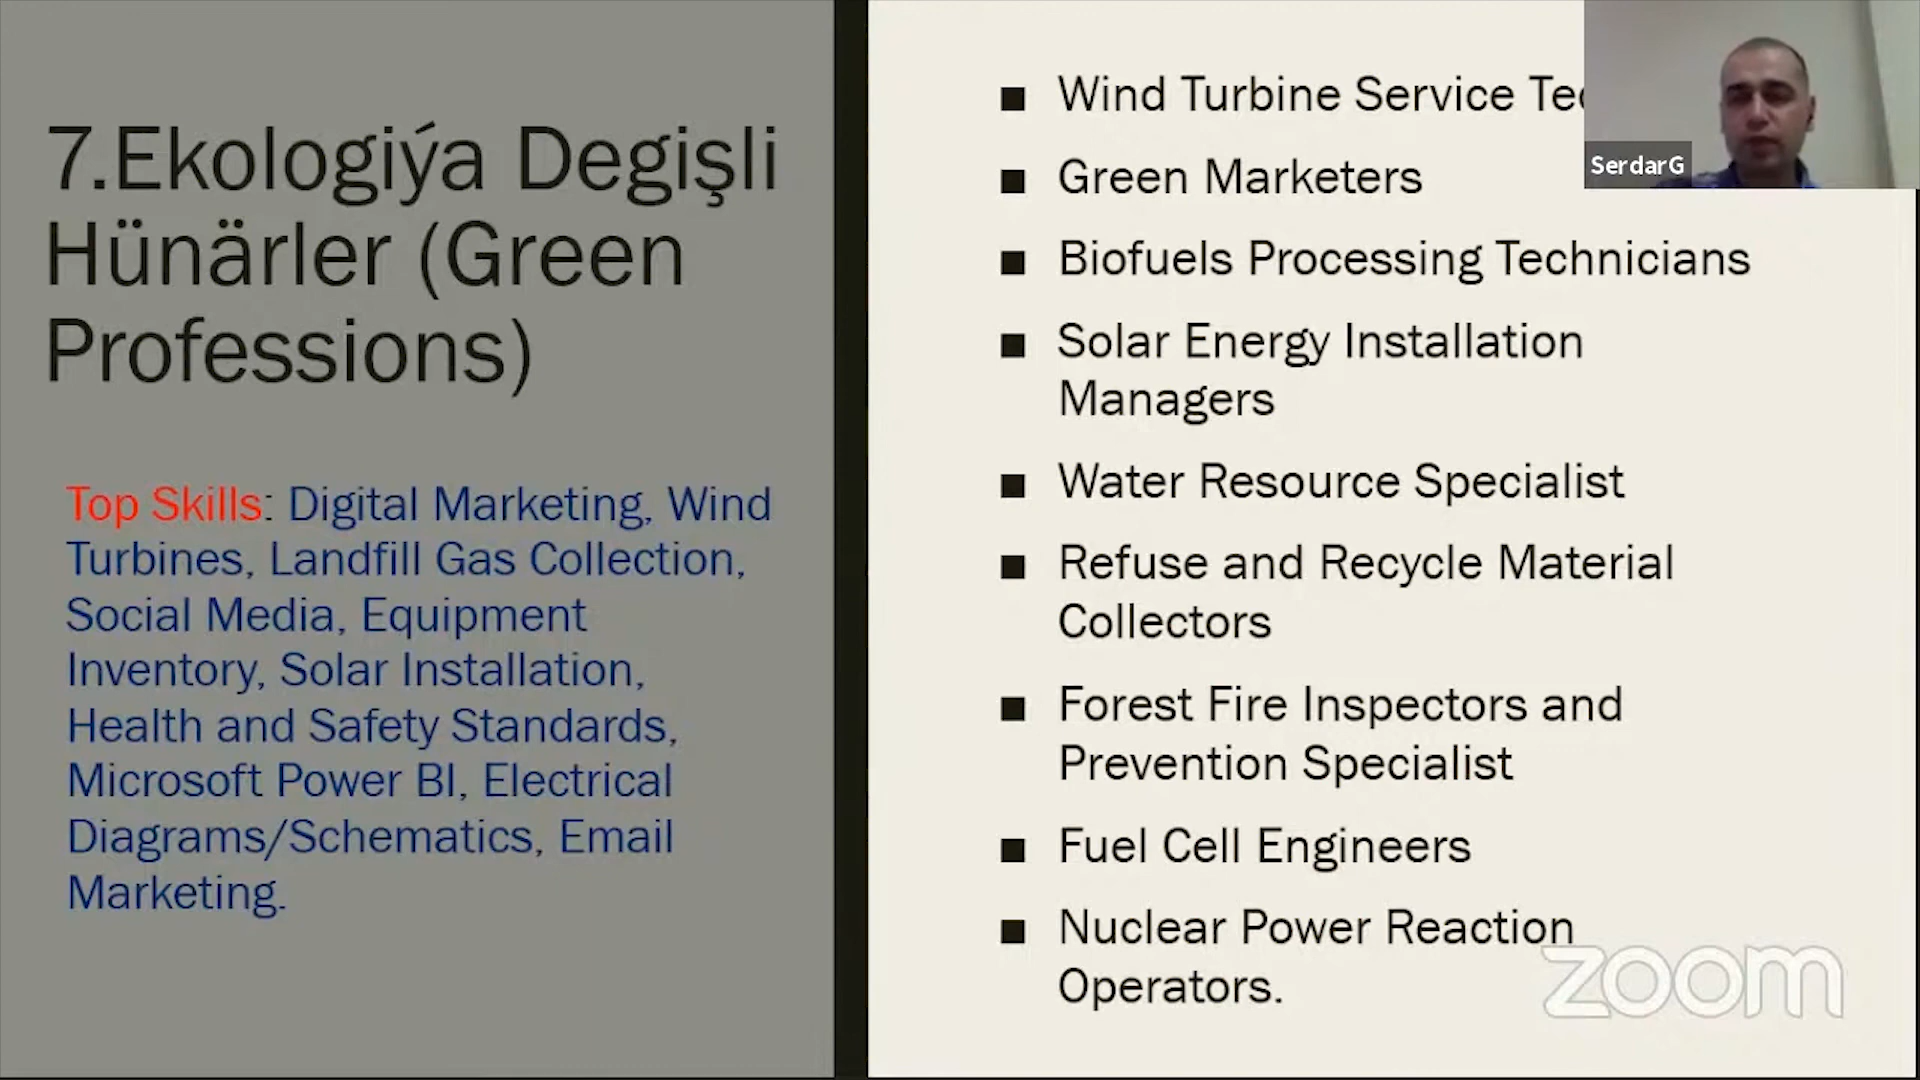 7.Ekologiýa Degişli
Hünärler (Green
Professions)
Top Skills: Digital Marketing, Wind
Turbines, Landfill Gas Collection,
Social Media, Equipment
Inventory, Solar Installation,
Health and Safety Standards,
Microsoft Power BI, Electrical
Diagrams/Schematics, Email
Marketing.
■ Wind Turbine Service
■ Green Marketers
■ Biofuels Processing Technicians
■ Solar Energy Installation
Managers
■ Water Resource Specialist
■ Refuse and Recycle Material
Collectors
■ Forest Fire Inspectors and
Prevention Specialist
■ Fuel Cell Engineers
■ Nuclear Power Reaction
Operators.
SerdarG
zoom